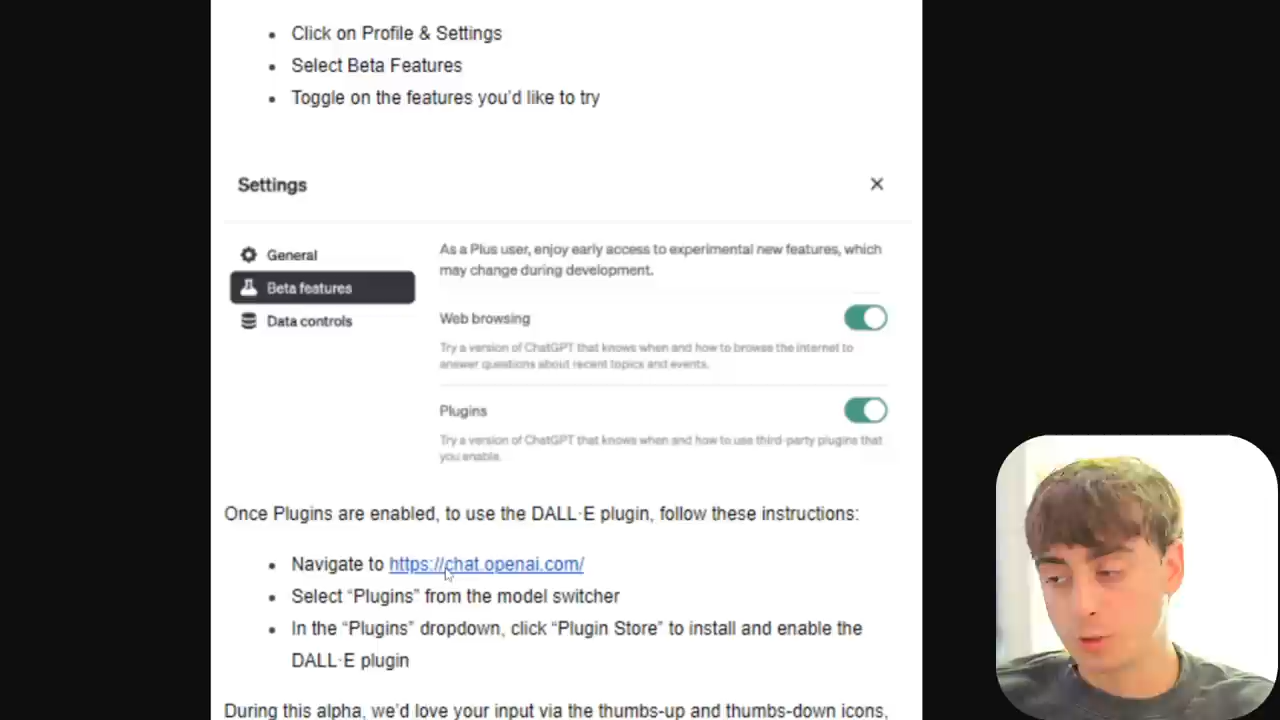 Click on Profile & Settings
Select Beta Features
Toggle on the features you'd like to try
Settings
General
Beta features
Data controls
As a Plus user, enjoy early access to experimental new features, which
may change during development.
Web browsing
Try a version of ChatGPT that knows when and how to browse the internet to
answer questions about recent topics and events.
Plugins
Try a version of ChatGPT that knows when and how to use third-party plugins that
you enable.
Once Plugins are enabled, to use the DALL·E plugin, follow these instructions:
Navigate to https://chat.openai.com/
Select “Plugins” from the model switcher
In the “Plugins” dropdown, click “Plugin Store” to install and enable the
DALL·E plugin
During this alpha, we'd love your input via the thumbs-up and thumbs-down icons,